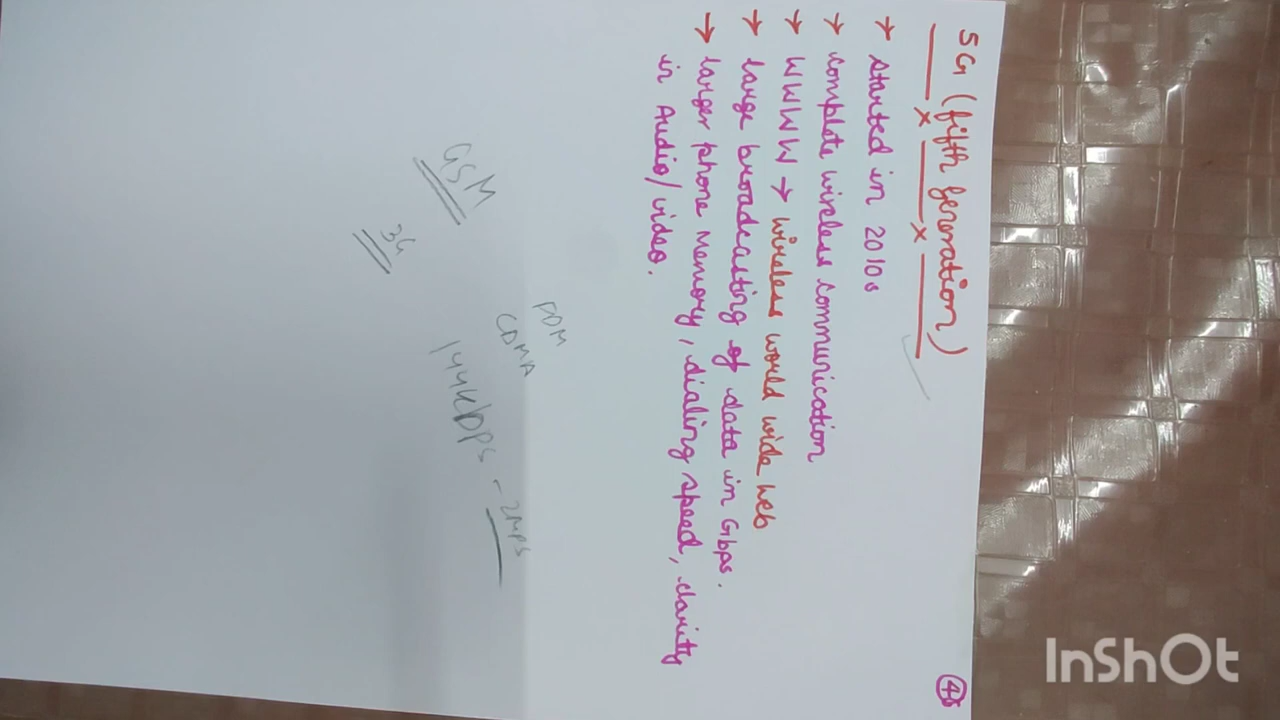 5G (fifth generation)
④
→ started in 2010s
→ complete wireless communication
→ WWWW → wireless world wide web
→ large broadcasting of data in Gbps.
→ larger phone memory, dialing speed, clarity
in Audio/video.
FDM
CDMA
GSM
144kbps - 2Mbps
3G
InShOt